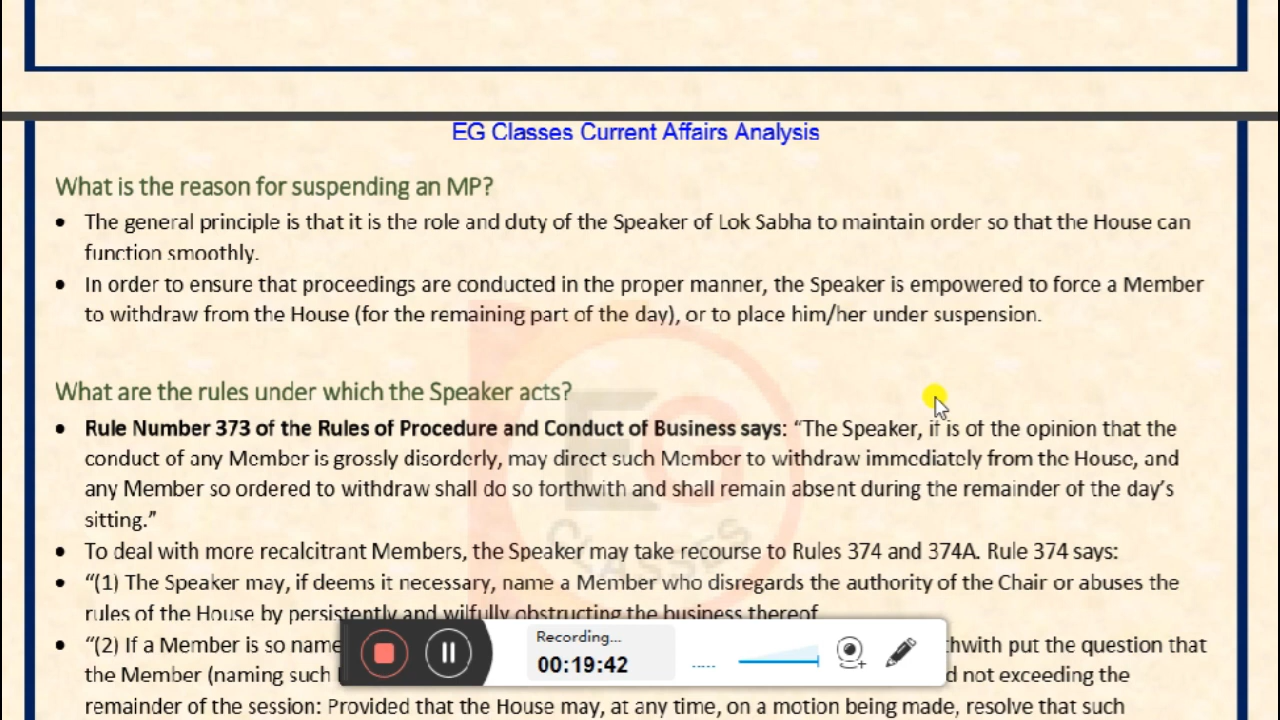 EG Classes Current Affairs Analysis
What is the reason for suspending an MP?
• The general principle is that it is the role and duty of the Speaker of Lok Sabha to maintain order so that the House can
function smoothly.
• In order to ensure that proceedings are conducted in the proper manner, the Speaker is empowered to force a Member
to withdraw from the House (for the remaining part of the day), or to place him/her under suspension.
What are the rules under which the Speaker acts?
• Rule Number 373 of the Rules of Procedure and Conduct of Business says: “The Speaker, if is of the opinion that the
conduct of any Member is grossly disorderly, may direct such Member to withdraw immediately from the House, and
any Member so ordered to withdraw shall do so forthwith and shall remain absent during the remainder of the day’s
sitting.”
• To deal with more recalcitrant Members, the Speaker may take recourse to Rules 374 and 374A. Rule 374 says:
• “(1) The Speaker may, if deems it necessary, name a Member who disregards the authority of the Chair or abuses the
rules of the House by persistently and wilfully obstructing the business thereof
• “(2) If a Member is so name thwith put the question that
the Member (naming such d not exceeding the
remainder of the session: Provided that the House may, at any time, on a motion being made, resolve that such
EG
CLASSES
Recording...
00:19:42